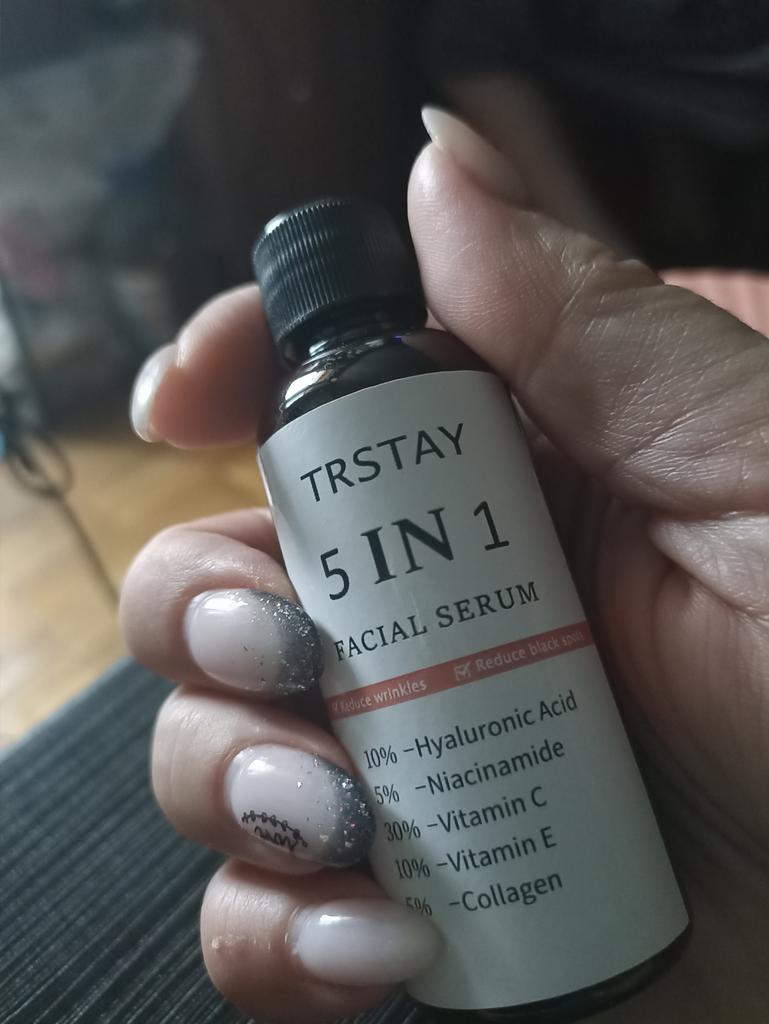 TRSTAY
5 IN 1
FACIAL SERUM
Reduce wrinkles Reduce black spots
10% –Hyaluronic Acid
5% –Niacinamide
30% –Vitamin C
10% –Vitamin E
5% –Collagen